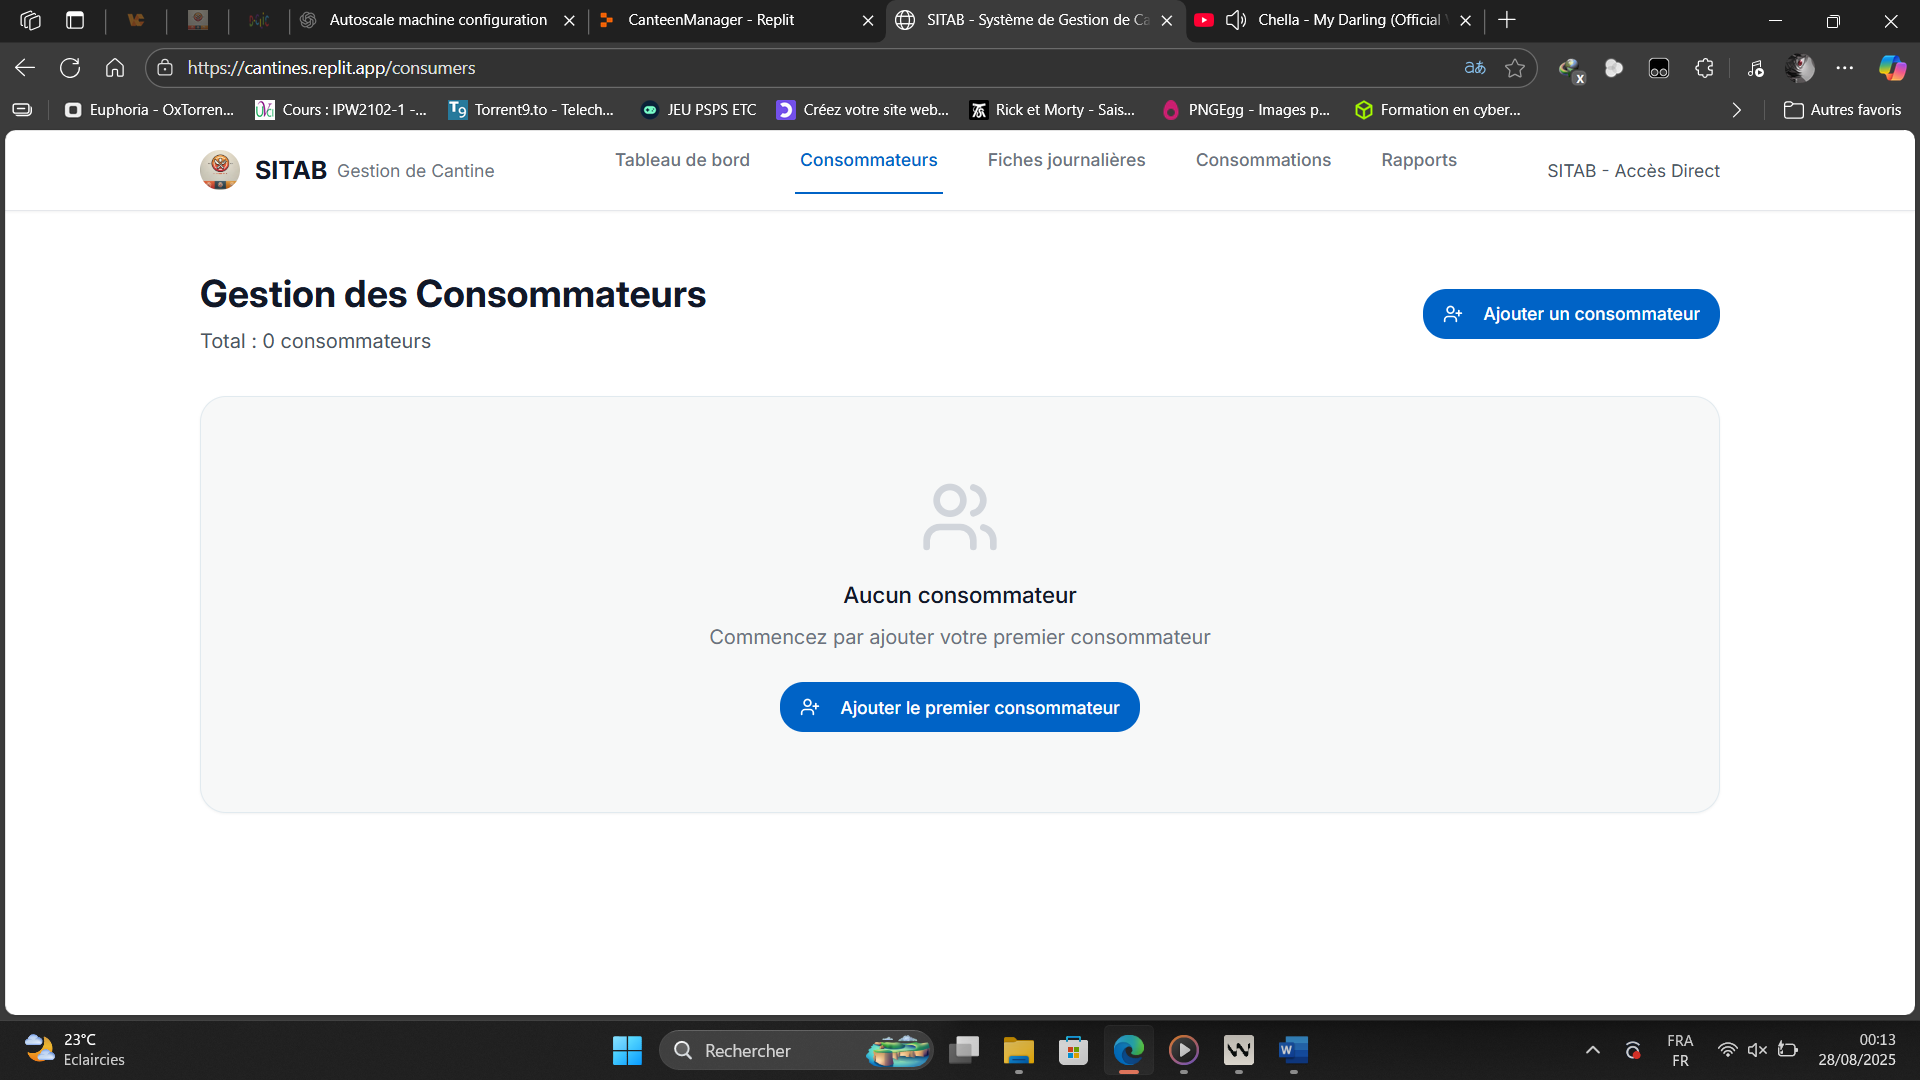 Autoscale machine configuration
CanteenManager - Replit
SITAB - Système de Gestion de Ca
Chella - My Darling (Official
https://cantines.replit.app/consumers
Euphoria - OxTorren...
Cours : IPW2102-1 -...
Torrent9.to - Telech...
JEU PSPS ETC
Créez votre site web...
Rick et Morty - Sais...
PNGEgg - Images p...
Formation en cyber...
Autres favoris
SITAB Gestion de Cantine
Tableau de bord
Consommateurs
Fiches journalières
Consommations
Rapports
SITAB - Accès Direct
Gestion des Consommateurs
Total : 0 consommateurs
Ajouter un consommateur
Aucun consommateur
Commencez par ajouter votre premier consommateur
Ajouter le premier consommateur
23°C
Eclaircies
Rechercher
FRA
FR
00:13
28/08/2025